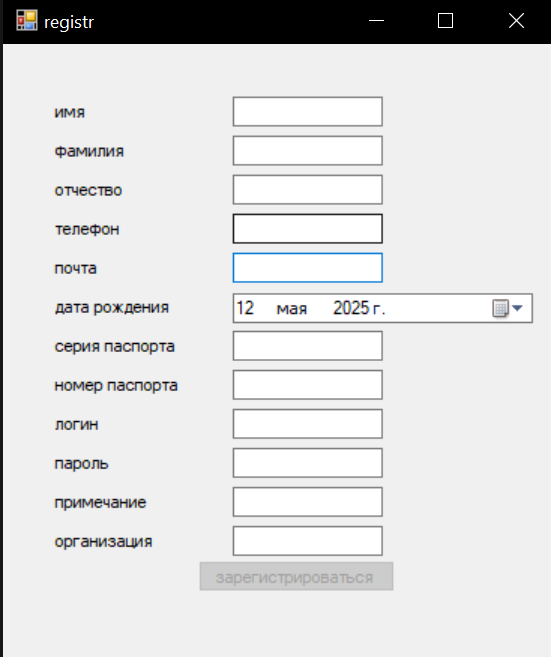 registr
имя
фамилия
отчество
телефон
почта
дата рождения 12 мая 2025 г.
серия паспорта
номер паспорта
логин
пароль
примечание
организация
зарегистрироваться